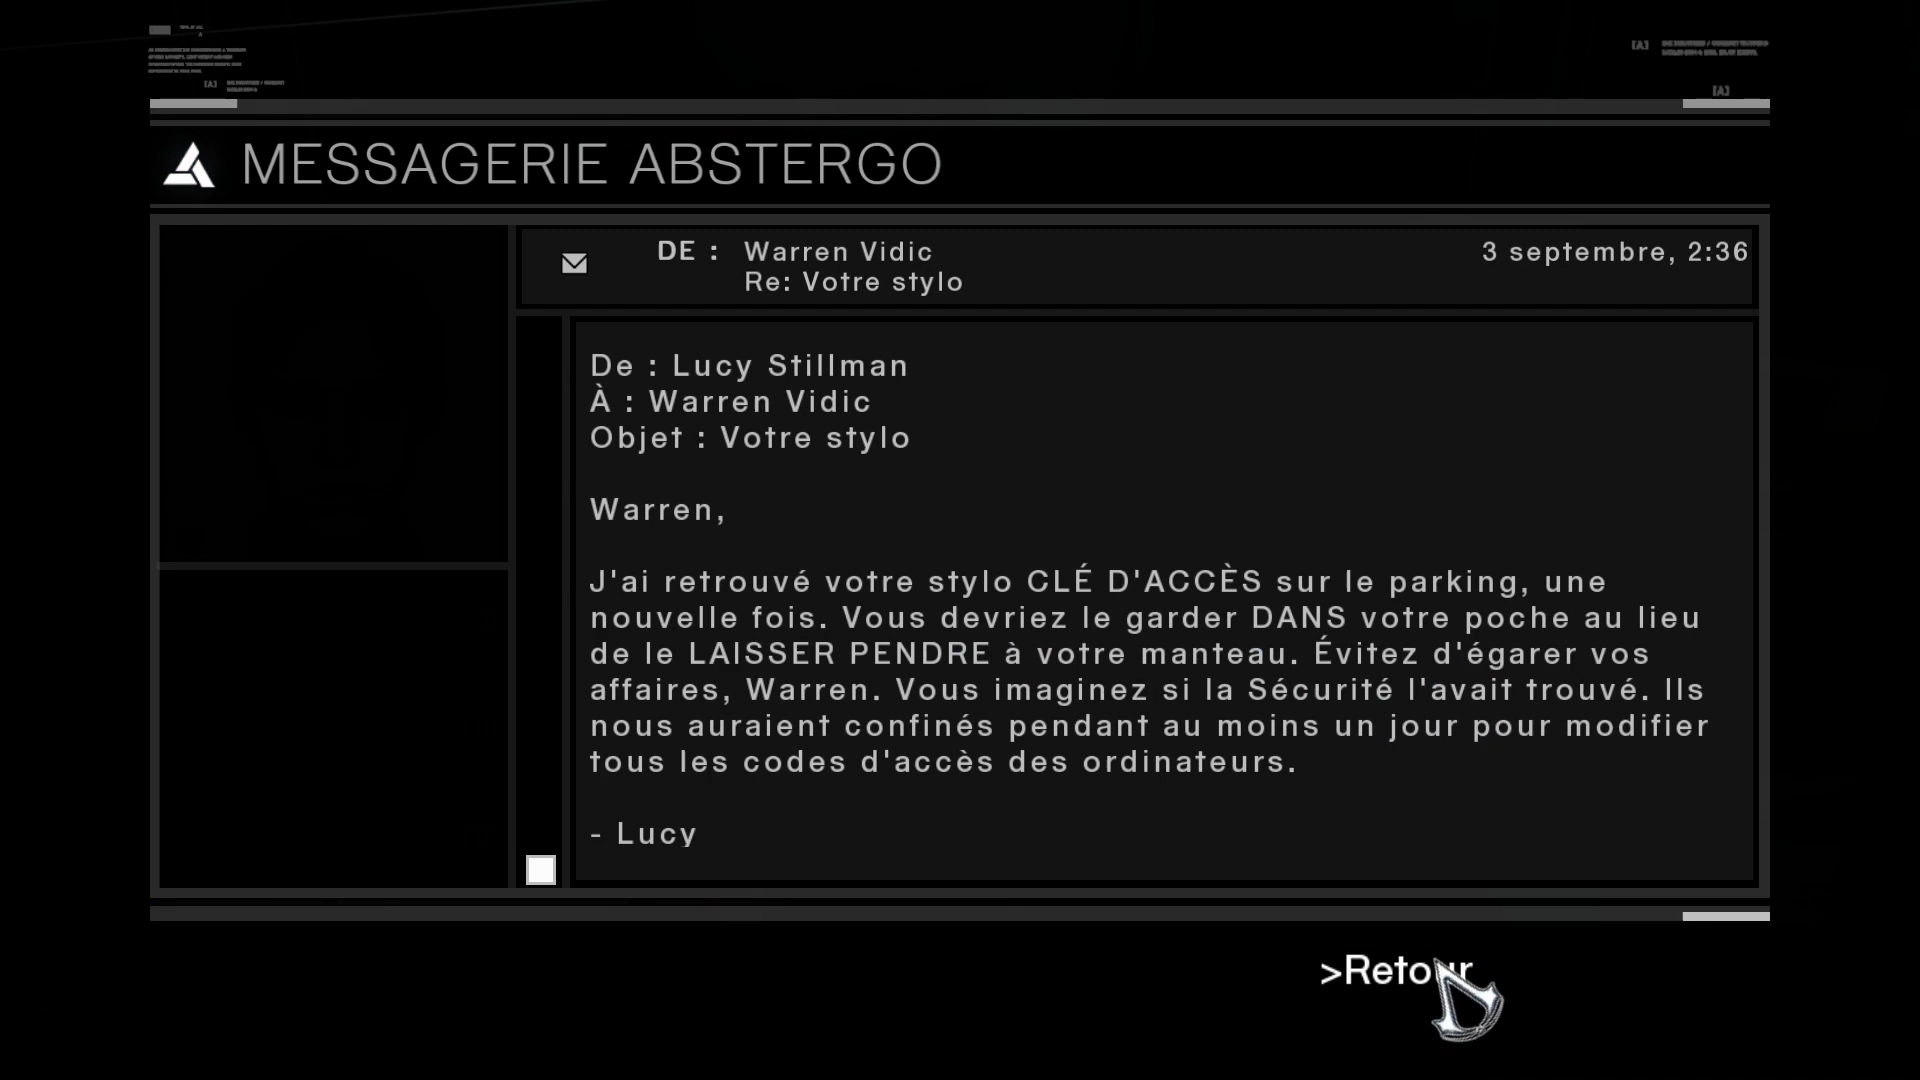 [A]
[A]
[A]
MESSAGERIE ABSTERGO
DE : Warren Vidic 3 septembre, 2:36
Re: Votre stylo
De : Lucy Stillman
À : Warren Vidic
Objet : Votre stylo
Warren,
J'ai retrouvé votre stylo CLÉ D'ACCÈS sur le parking, une
nouvelle fois. Vous devriez le garder DANS votre poche au lieu
de le LAISSER PENDRE à votre manteau. Évitez d'égarer vos
affaires, Warren. Vous imaginez si la Sécurité l'avait trouvé. Ils
nous auraient confinés pendant au moins un jour pour modifier
tous les codes d'accès des ordinateurs.
- Lucy
>Retour